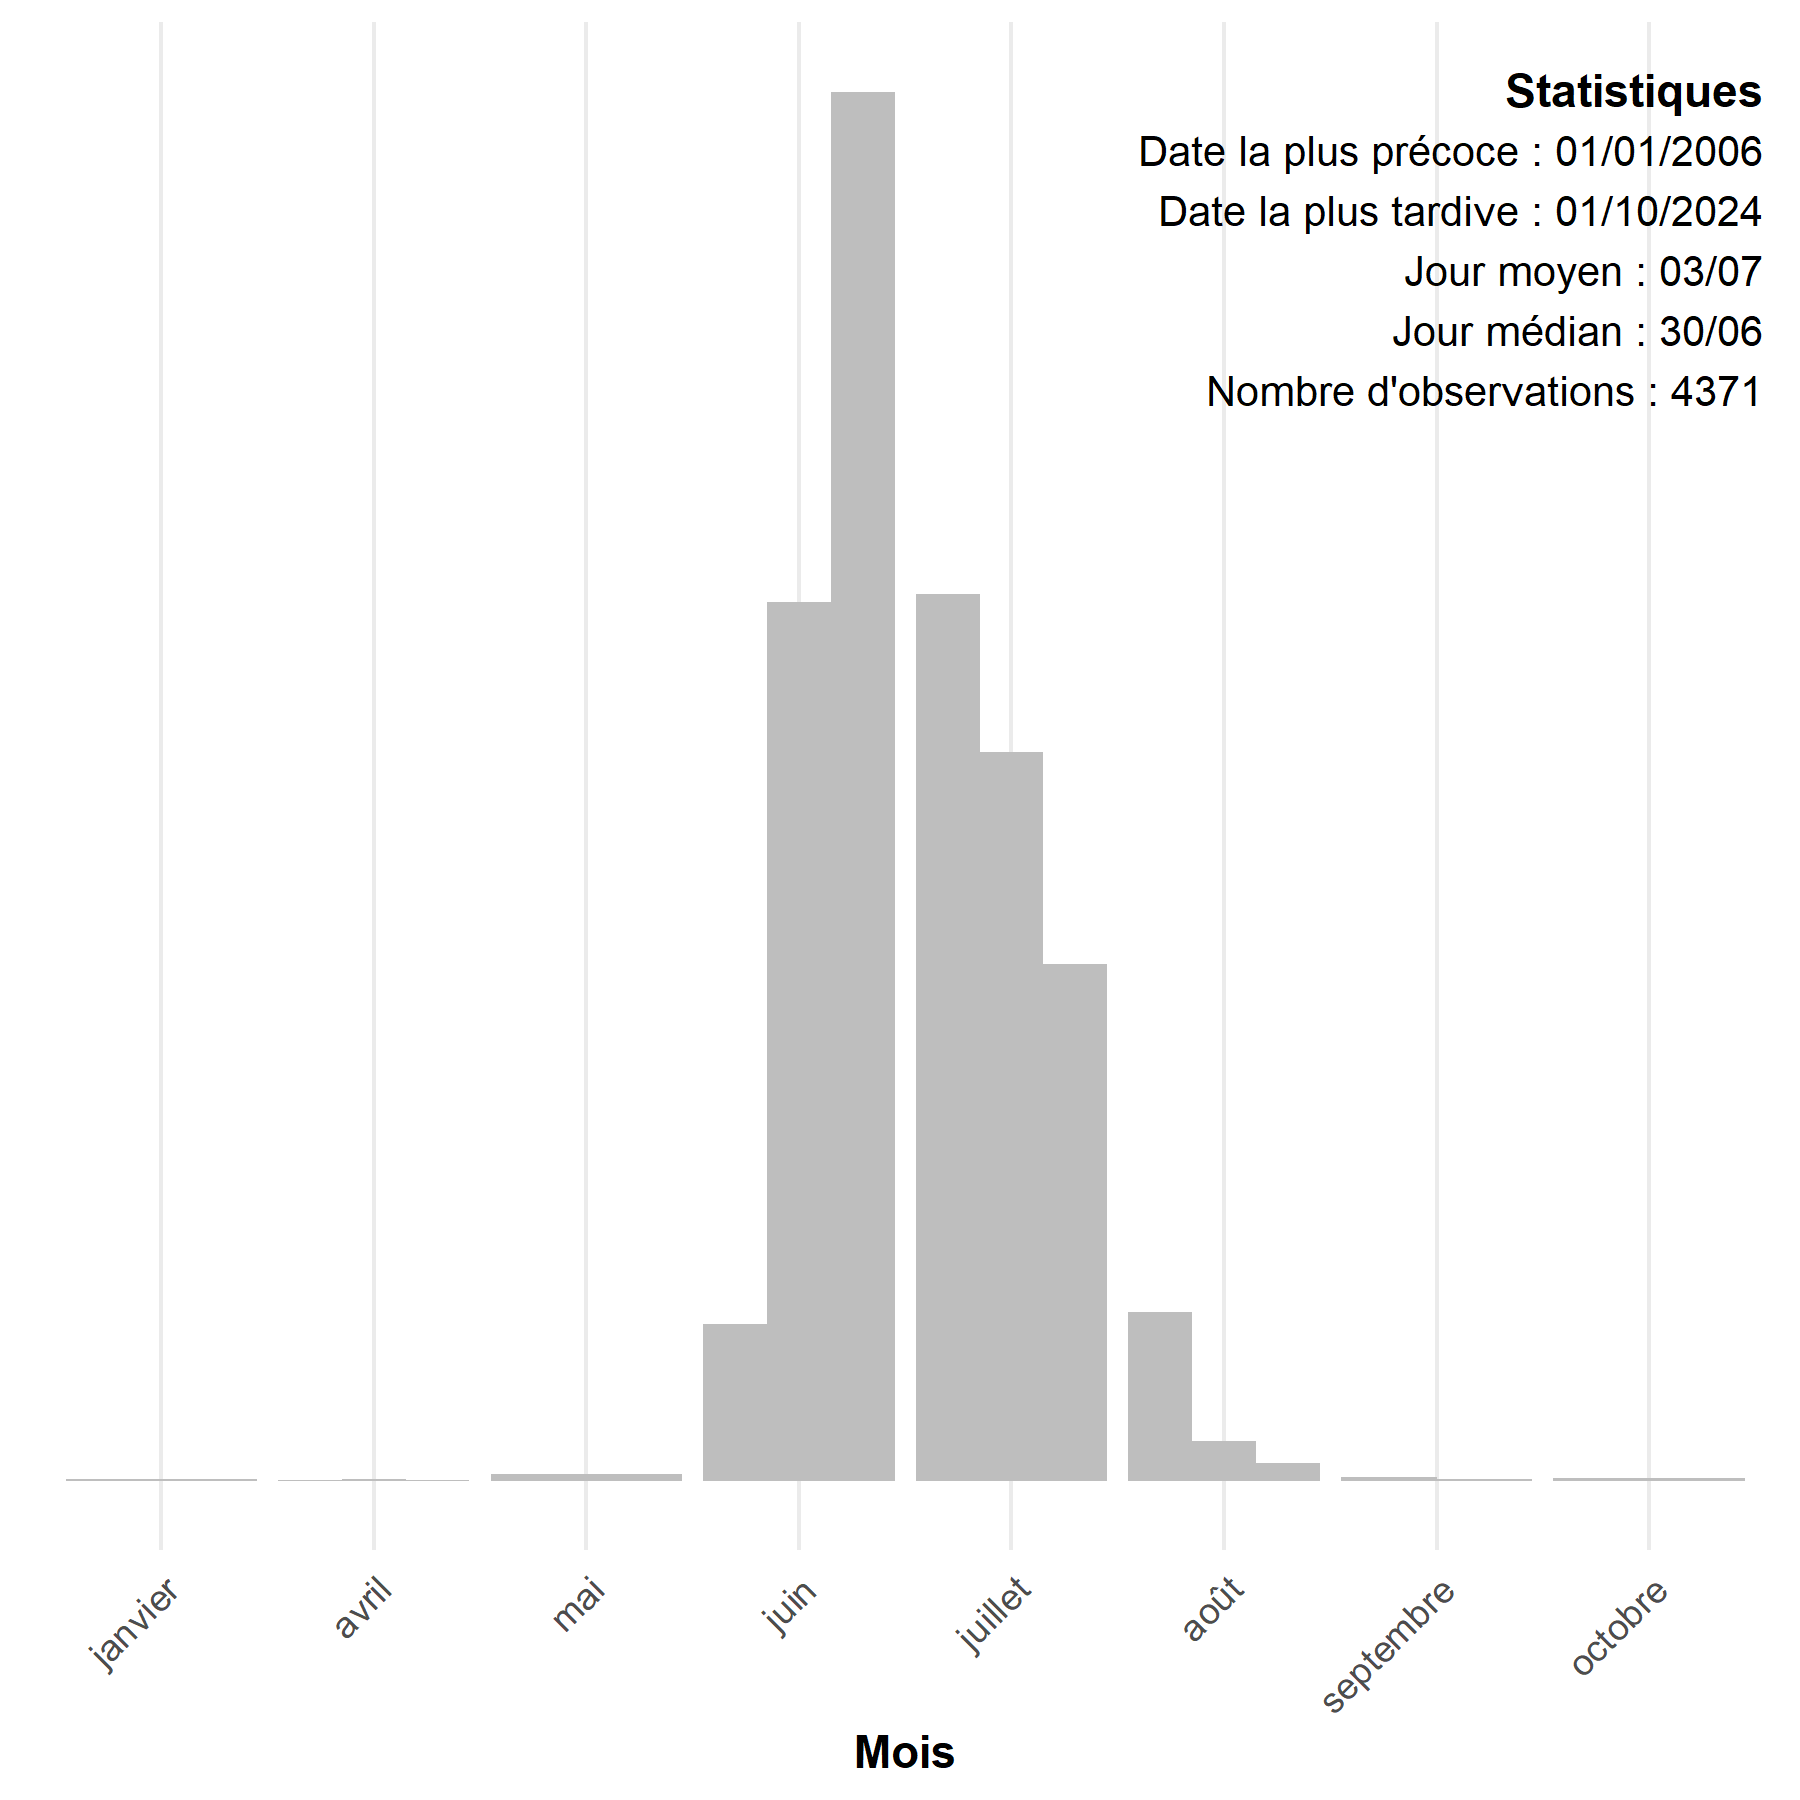 Statistiques
Date la plus précoce : 01/01/2006
Date la plus tardive : 01/10/2024
Jour moyen : 03/07
Jour médian : 30/06
Nombre d'observations : 4371
janvier
avril
mai
juin
juillet
août
septembre
octobre
Mois